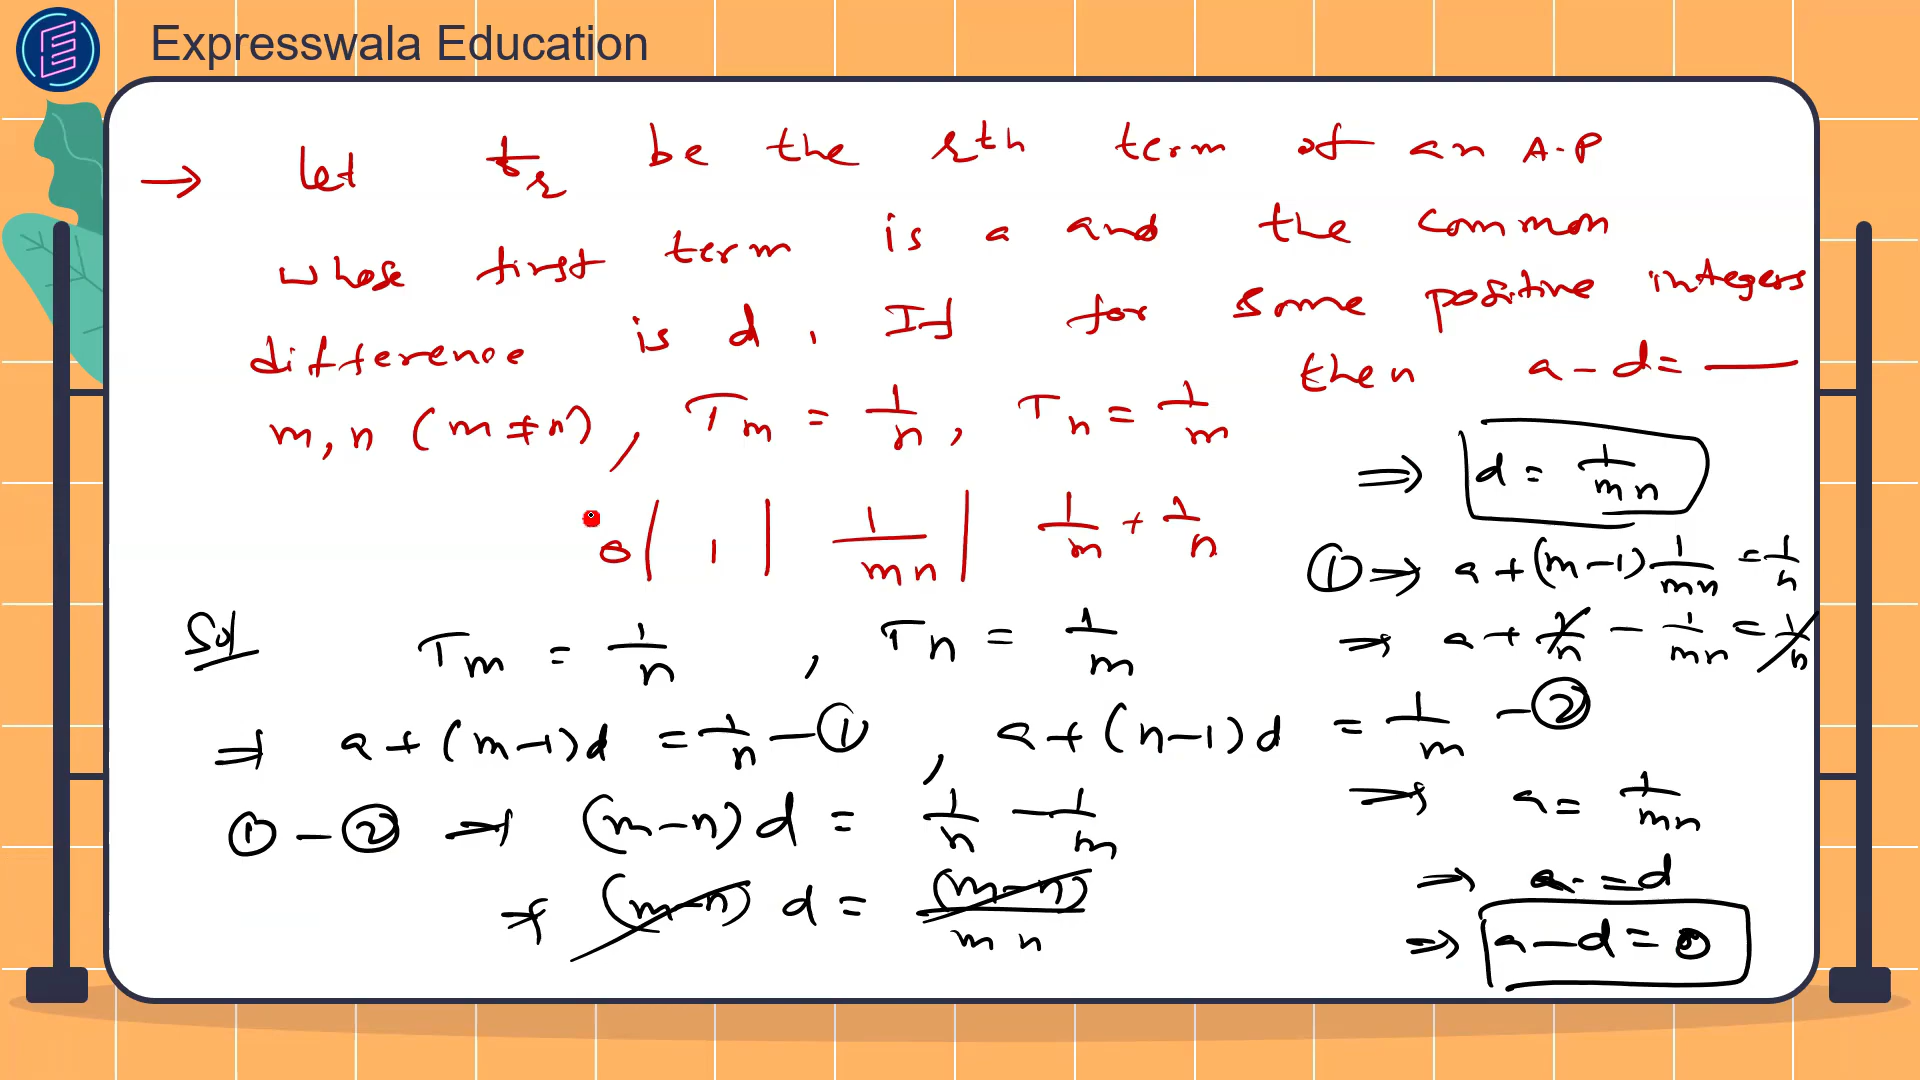 Expresswala Education
→ Let t_r be the rth term of an A.P
whose first term is a and the common
difference is d , If for some positive integers
m, n (m ≠ n) , T_m = 1/n , T_n = 1/m then a - d = ___
0 | 1 | 1/mn | 1/m + 1/n
Sol T_m = 1/n , T_n = 1/m
⇒ a + (m-1)d = 1/n - ① , a + (n-1)d = 1/m - ②
① - ② ⇒ (m-n)d = 1/n - 1/m
⇒ (m-n) d = (m-n)/mn
⇒ d = 1/mn
① ⇒ a + (m-1) 1/mn = 1/n
⇒ a + 1/n - 1/mn = 1/n
⇒ a = 1/mn
⇒ a = d
⇒ a - d = 0